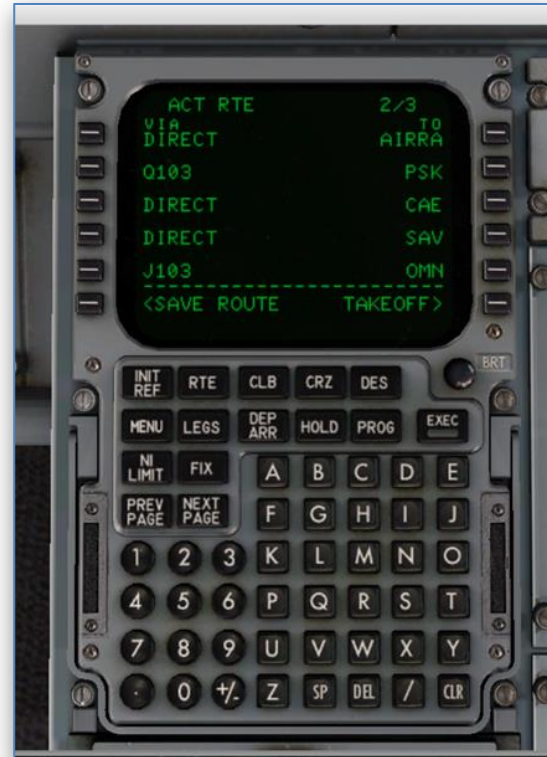 ACT RTE 2/3
VIA TO
DIRECT AIRRA
Q103 PSK
DIRECT CAE
DIRECT SAV
J103 OMN
------------------------
<SAVE ROUTE TAKEOFF>
BRT
INIT REF RTE CLB CRZ DES
MENU LEGS DEP ARR HOLD PROG EXEC
N1 LIMIT FIX
PREV PAGE NEXT PAGE
A B C D E
F G H I J
1 2 3 K L M N O
4 5 6 P Q R S T
7 8 9 U V W X Y
. 0 +/- Z SP DEL / CLR